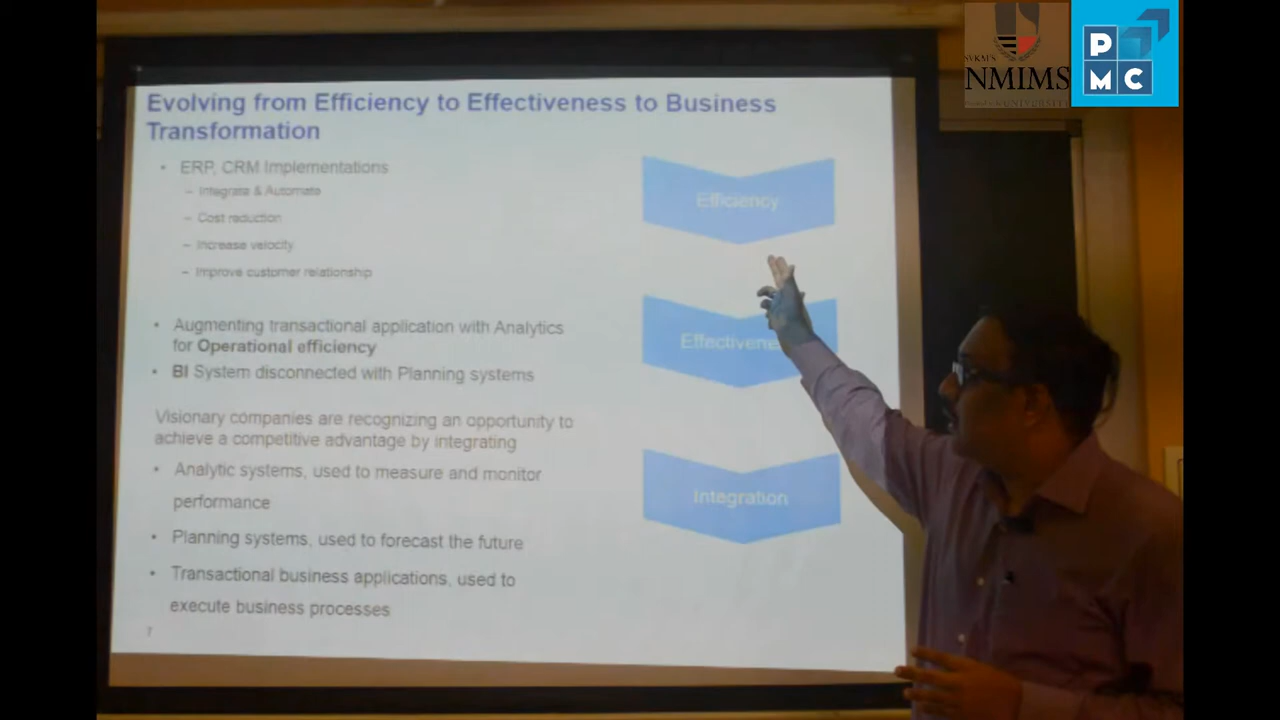 SVKM'S
NMIMS
UNIVERSITY
P
M C
Evolving from Efficiency to Effectiveness to Business
Transformation
• ERP, CRM Implementations
– Integrate & Automate
– Cost reduction
– Increase velocity
– Improve customer relationship
Efficiency
• Augmenting transactional application with Analytics
for Operational efficiency
• BI System disconnected with Planning systems
Visionary companies are recognizing an opportunity to
achieve a competitive advantage by integrating
• Analytic systems, used to measure and monitor
performance
• Planning systems, used to forecast the future
• Transactional business applications, used to
execute business processes
Integration
7